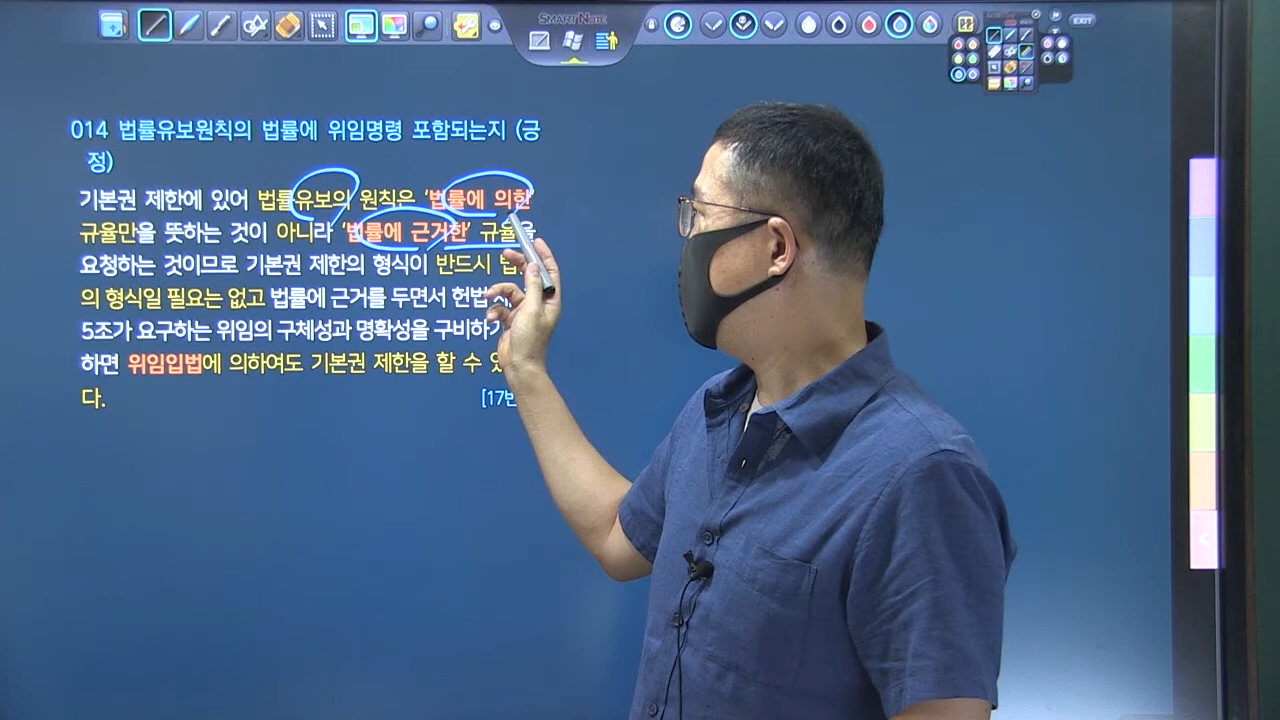 SMART NOTE
EXIT
014 법률유보원칙의 법률에 위임명령 포함되는지 (긍
정)
기본권 제한에 있어 법률유보의 원칙은 '법률에 의한'
규율만을 뜻하는 것이 아니라 '법률에 근거한' 규율을
요청하는 것이므로 기본권 제한의 형식이 반드시
의 형식일 필요는 없고 법률에 근거를 두면서 헌법
5조가 요구하는 위임의 구체성과 명확성을 구비하기
하면 위임입법에 의하여도 기본권 제한을 할 수
다.
[17번